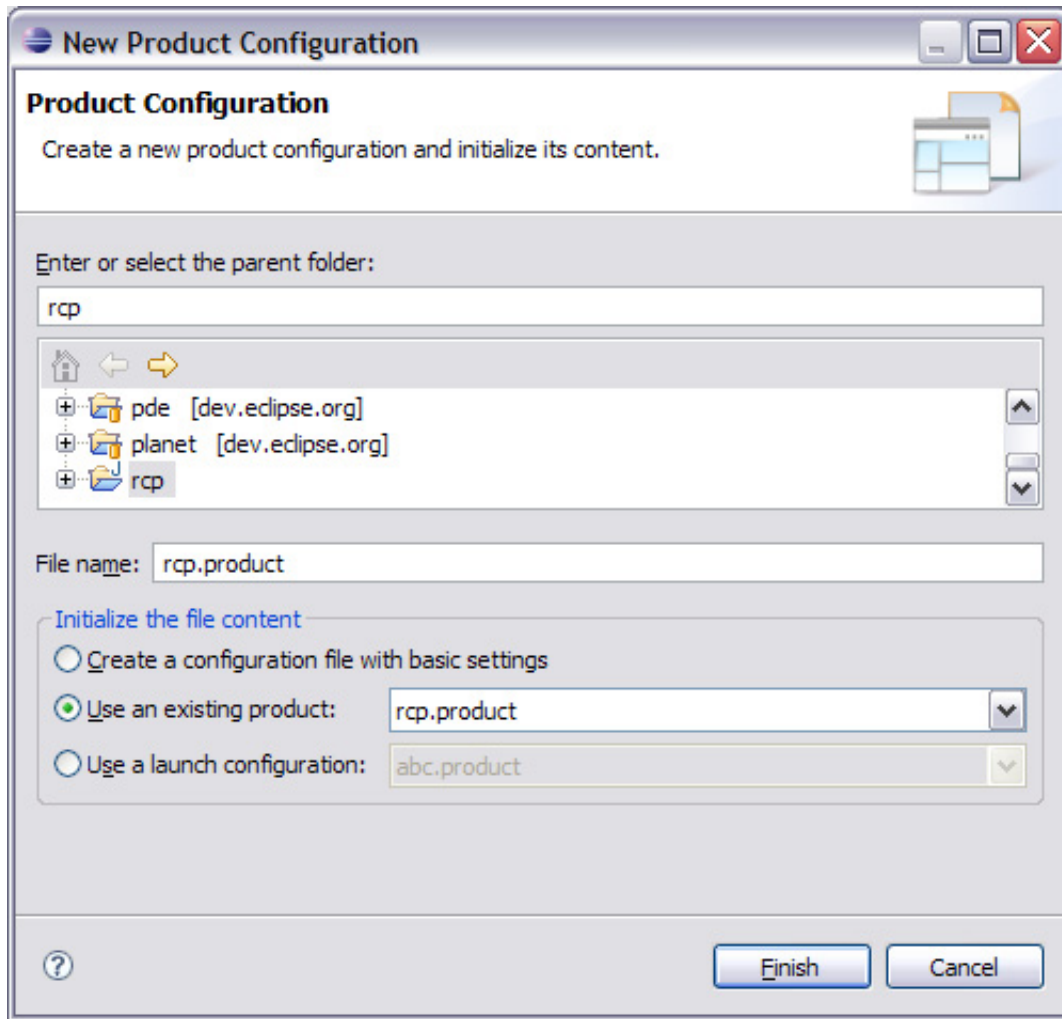 New Product Configuration
Product Configuration
Create a new product configuration and initialize its content.
Enter or select the parent folder:
rcp
pde [dev.eclipse.org]
planet [dev.eclipse.org]
rcp
File name: rcp.product
Initialize the file content
Create a configuration file with basic settings
Use an existing product: rcp.product
Use a launch configuration: abc.product
? Finish Cancel